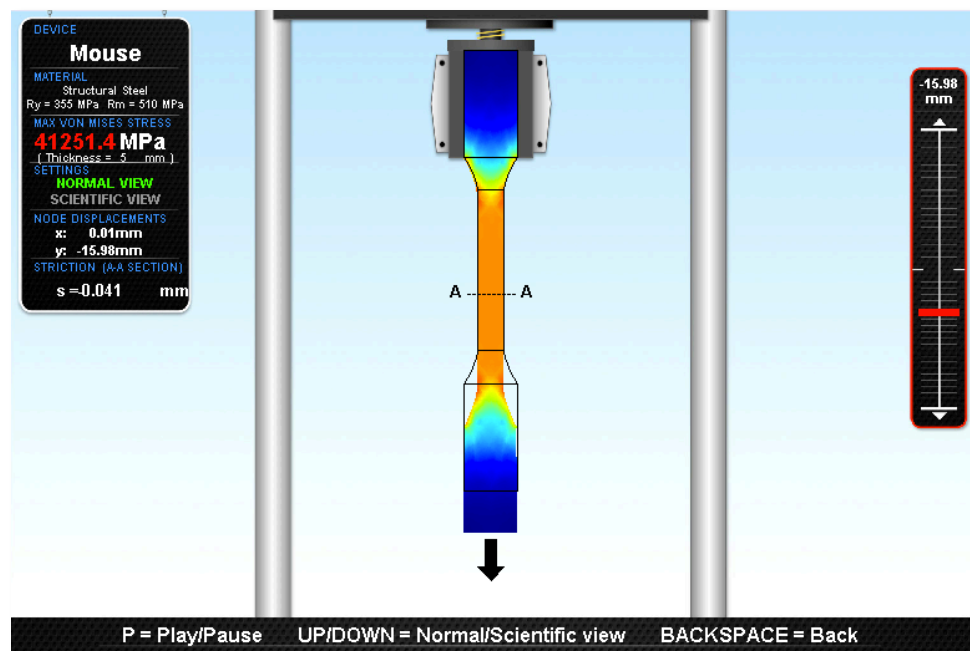 DEVICE
Mouse
MATERIAL
Structural Steel
Ry = 355 MPa Rm = 510 MPa
MAX VON MISES STRESS
41251.4 MPa
( Thickness = 5 mm )
SETTINGS
NORMAL VIEW
SCIENTIFIC VIEW
NODE DISPLACEMENTS
x: 0.01mm
y: -15.98mm
STRICTION (A-A SECTION)
s =-0.041 mm
A A
-15.98
mm
P = Play/Pause UP/DOWN = Normal/Scientific view BACKSPACE = Back